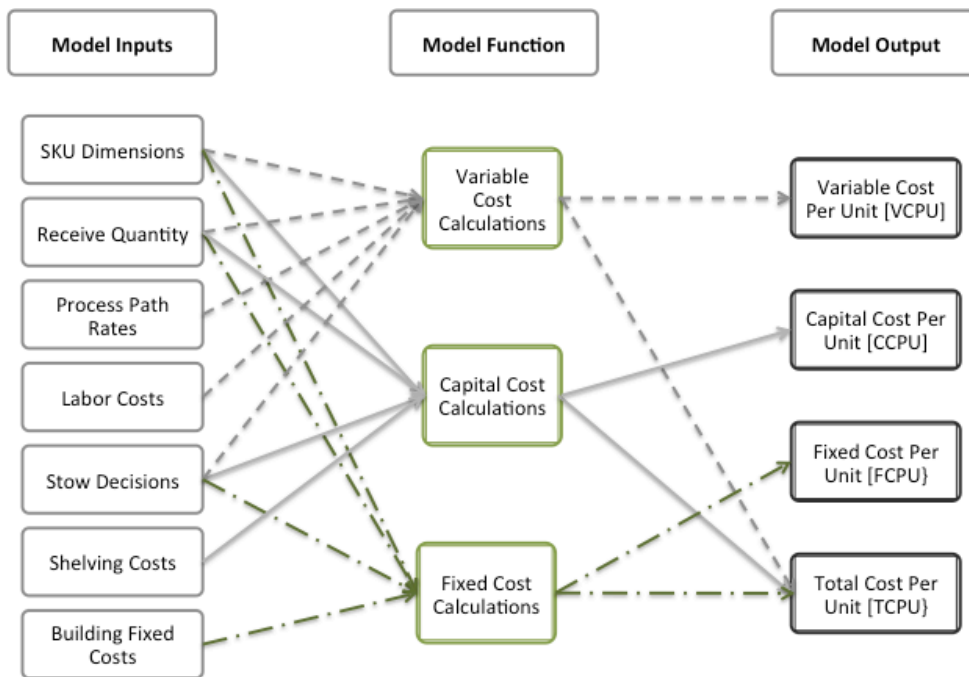 Model Inputs
Model Function
Model Output
SKU Dimensions
Receive Quantity
Process Path
Rates
Labor Costs
Stow Decisions
Shelving Costs
Building Fixed
Costs
Variable
Cost
Calculations
Capital Cost
Calculations
Fixed Cost
Calculations
Variable Cost
Per Unit [VCPU]
Capital Cost Per
Unit [CCPU]
Fixed Cost Per
Unit [FCPU}
Total Cost Per
Unit [TCPU}